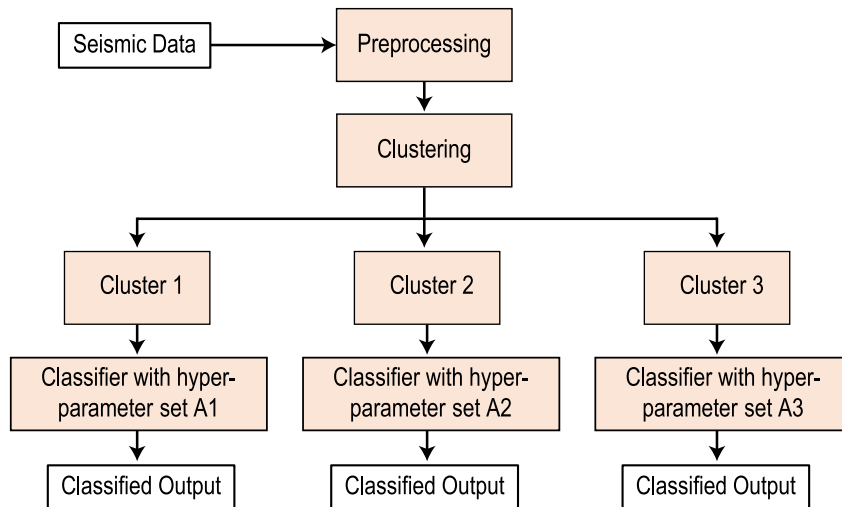 Seismic Data
Preprocessing
Clustering
Cluster 1
Cluster 2
Cluster 3
Classifier with hyper-
parameter set A1
Classifier with hyper-
parameter set A2
Classifier with hyper-
parameter set A3
Classified Output
Classified Output
Classified Output